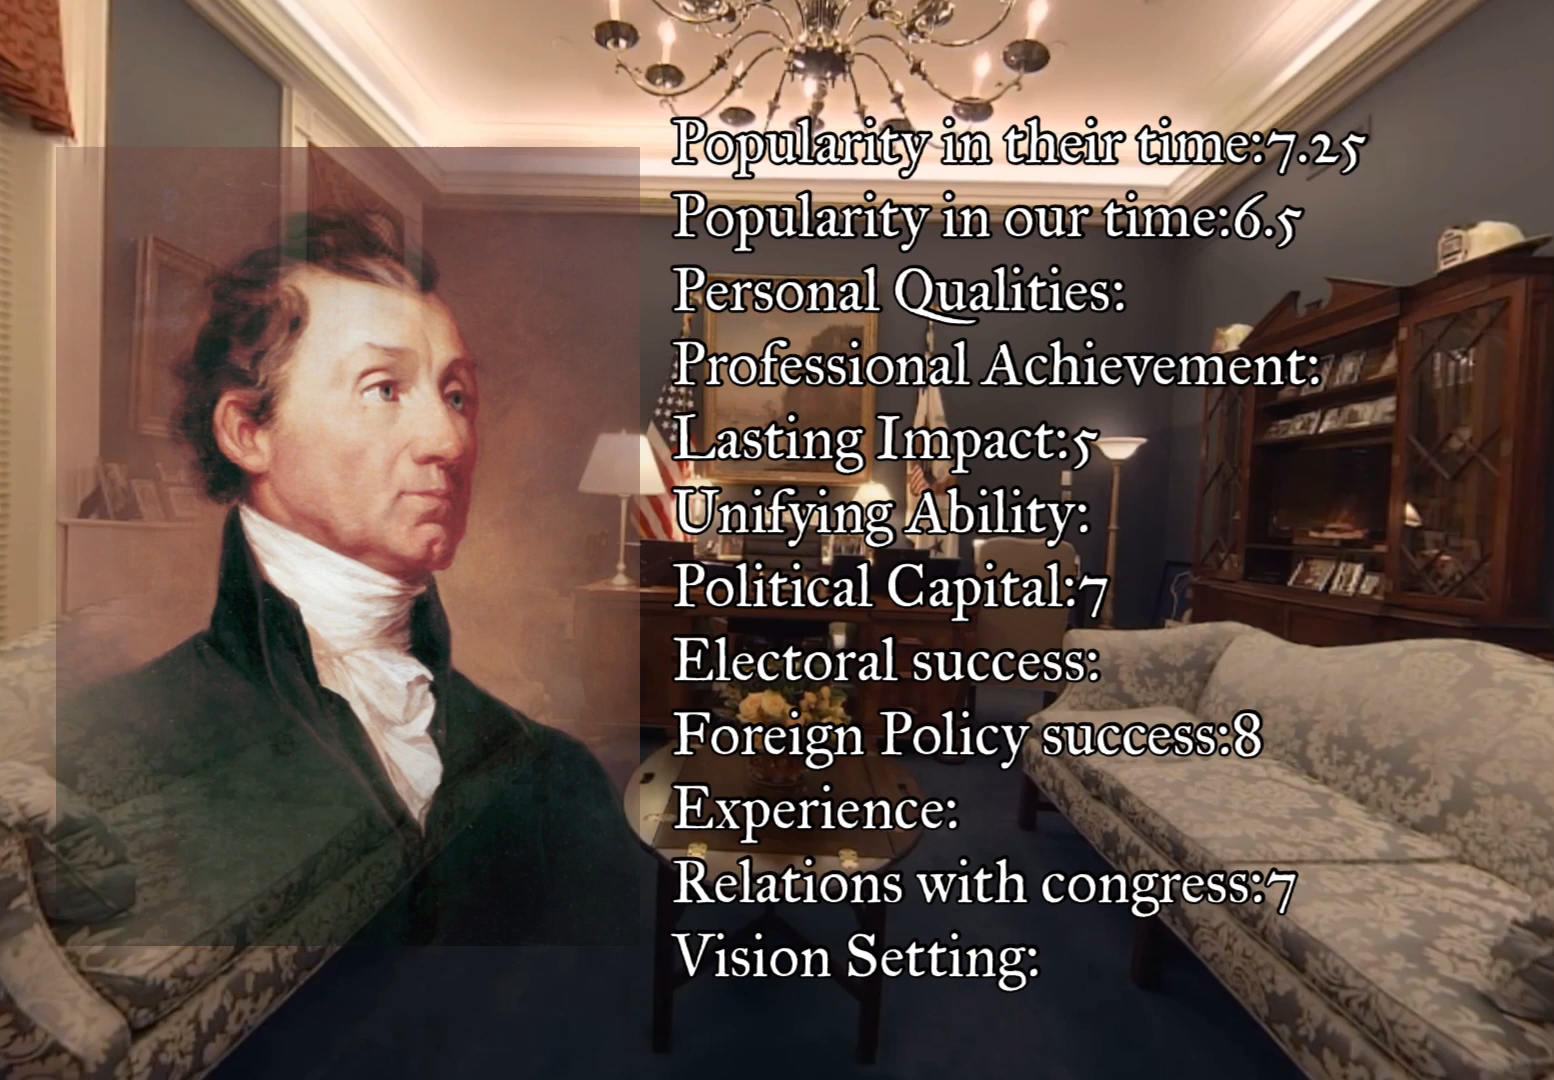 Popularity in their time:7.25
Popularity in our time:6.5
Personal Qualities:
Professional Achievement:
Lasting Impact:5
Unifying Ability:
Political Capital:7
Electoral success:
Foreign Policy success:8
Experience:
Relations with congress:7
Vision Setting: